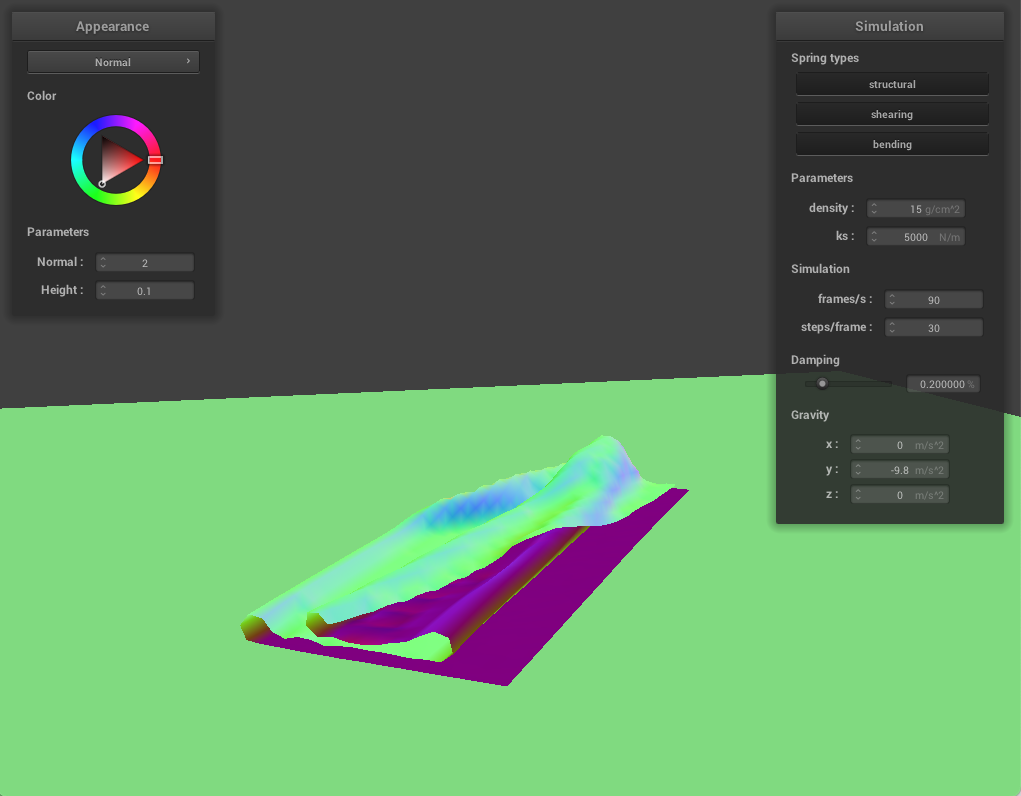 Appearance
Normal
Color
Parameters
Normal : 2
Height : 0.1
Simulation
Spring types
structural
shearing
bending
Parameters
density : 15 g/cm^2
ks : 5000 N/m
Simulation
frames/s : 90
steps/frame : 30
Damping
0.200000 %
Gravity
x : 0 m/s^2
y : -9.8 m/s^2
z : 0 m/s^2